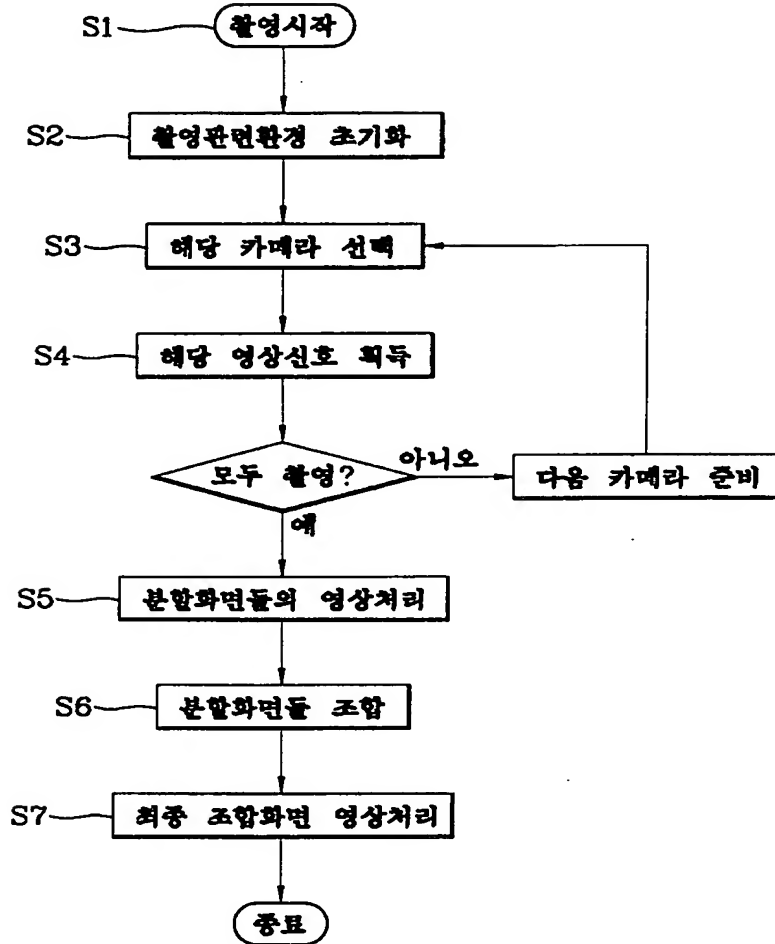 S1 촬영시작
S2 촬영관련환경 초기화
S3 해당 카메라 선택
S4 해당 영상신호 획득
모두 촬영?
아니오
다음 카메라 준비
예
S5 분할화면들의 영상처리
S6 분할화면들 조합
S7 최종 조합화면 영상처리
종료